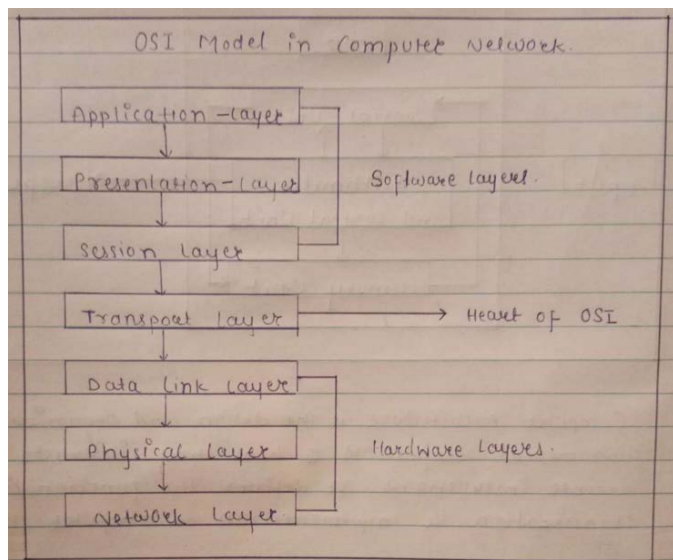 OSI Model in Computer Network.
Application-layer
Presentation-layer
Software layers.
Session layer
Transport layer
Heart of OSI
Data link layer
Physical layer
Hardware layers.
Network layer